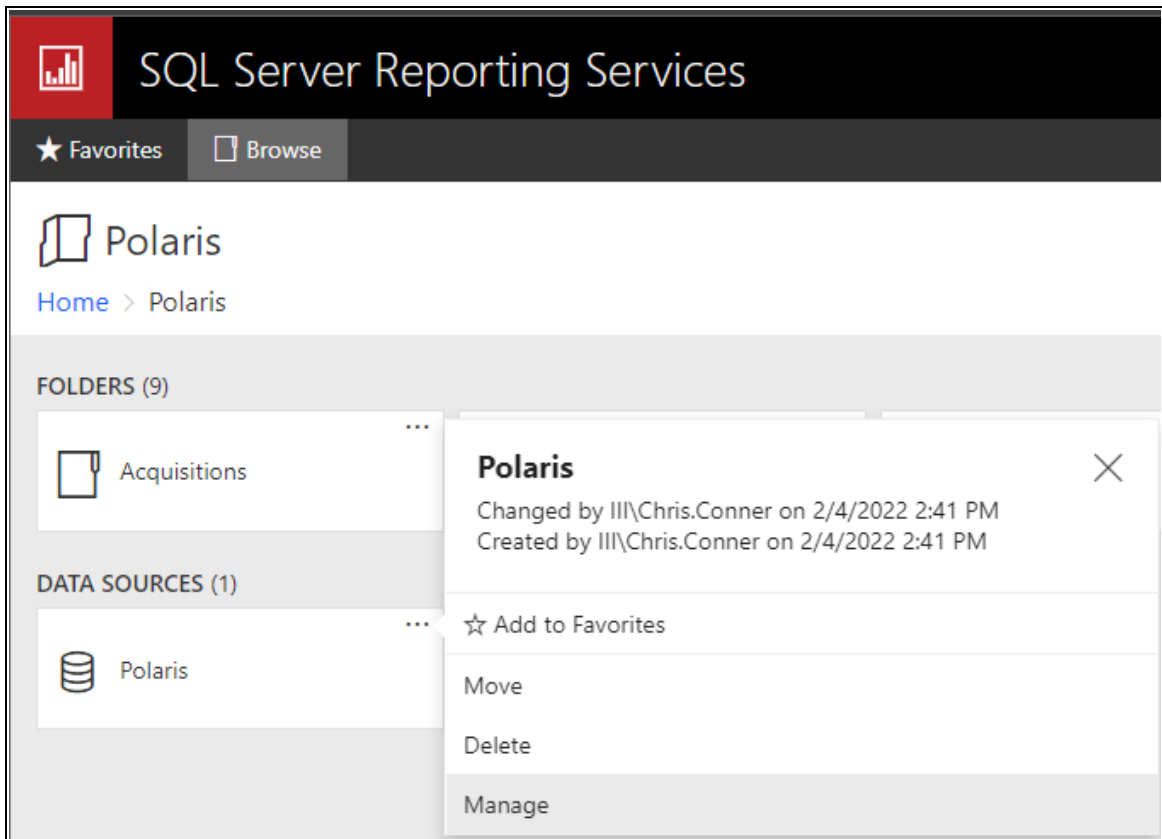 SQL Server Reporting Services
Favorites Browse
Polaris
Home > Polaris
FOLDERS (9)
...
Acquisitions
DATA SOURCES (1)
...
Polaris
Polaris
Changed by III\Chris.Conner on 2/4/2022 2:41 PM
Created by III\Chris.Conner on 2/4/2022 2:41 PM
Add to Favorites
Move
Delete
Manage